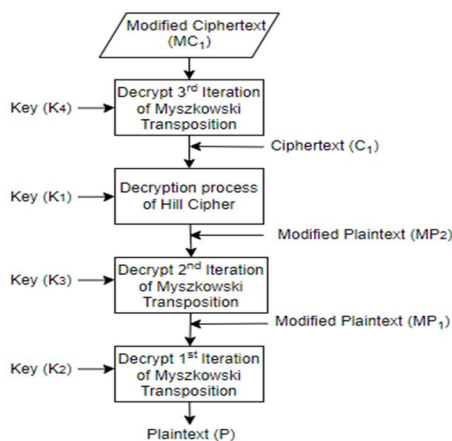 Modified Ciphertext
(MC₁)
Key (K₄)
Decrypt 3ʳᵈ Iteration
of Myszkowski
Transposition
Ciphertext (C₁)
Key (K₁)
Decryption process
of Hill Cipher
Modified Plaintext (MP₂)
Key (K₃)
Decrypt 2ⁿᵈ Iteration
of Myszkowski
Transposition
Modified Plaintext (MP₁)
Key (K₂)
Decrypt 1ˢᵗ Iteration
of Myszkowski
Transposition
Plaintext (P)